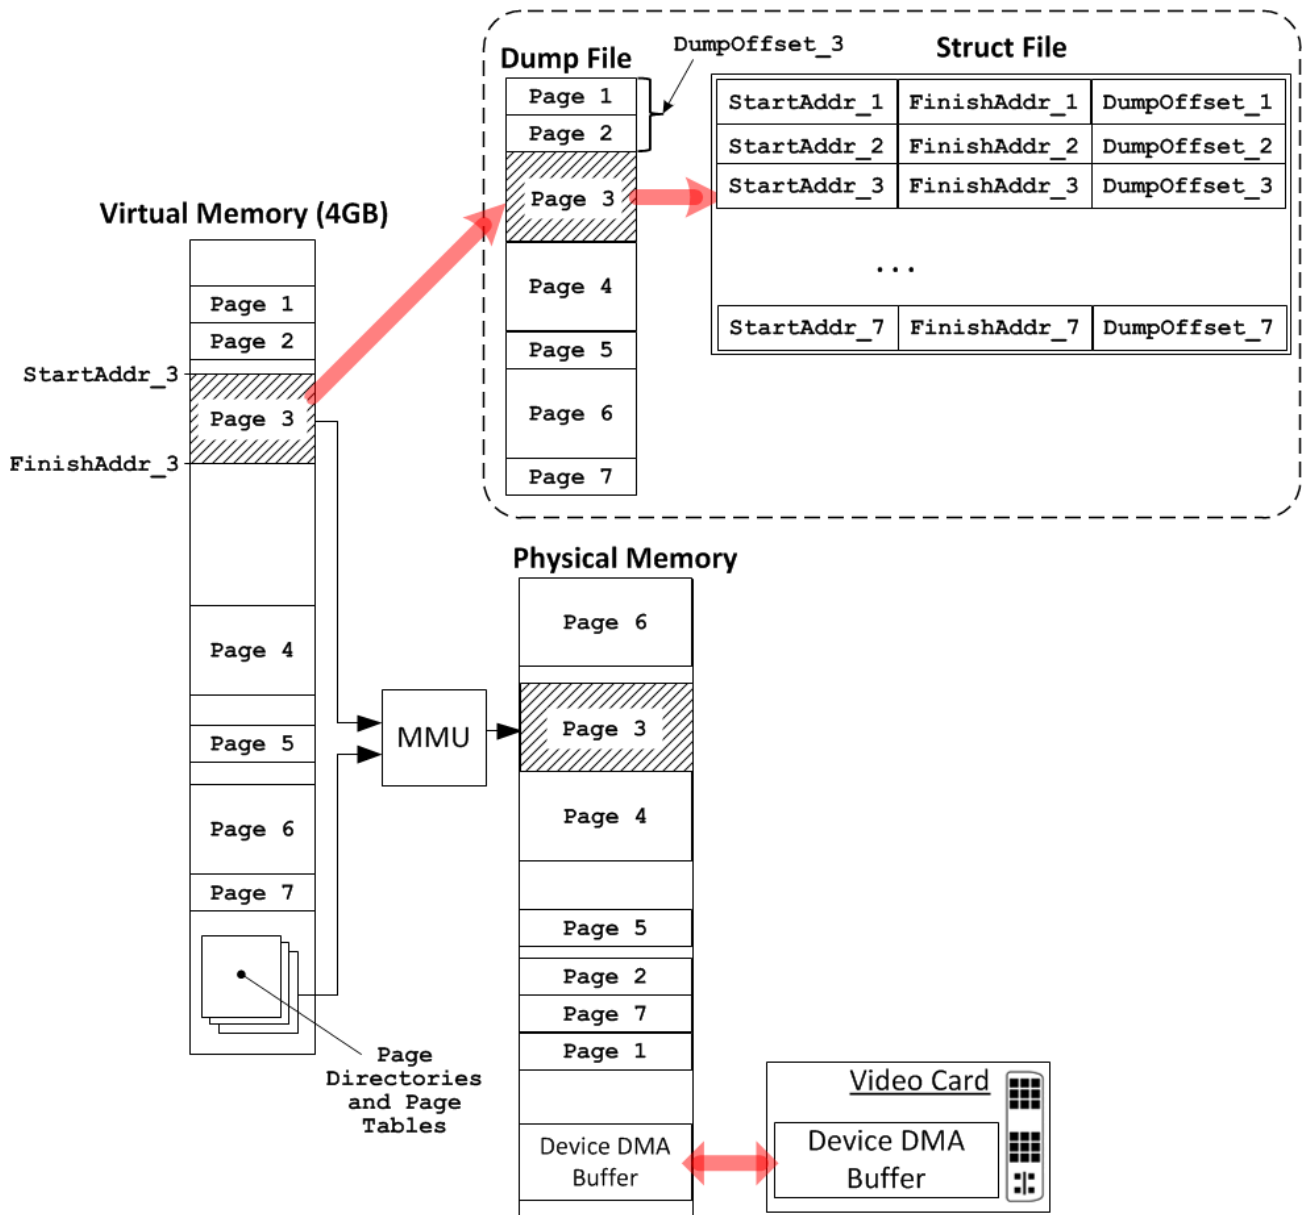 DumpOffset_3
Struct File
Dump File
Page 1
Page 2
Page 3
Page 4
Page 5
Page 6
Page 7
StartAddr_1 FinishAddr_1 DumpOffset_1
StartAddr_2 FinishAddr_2 DumpOffset_2
StartAddr_3 FinishAddr_3 DumpOffset_3
...
StartAddr_7 FinishAddr_7 DumpOffset_7
Virtual Memory (4GB)
Page 1
Page 2
StartAddr_3
Page 3
FinishAddr_3
Page 4
Page 5
Page 6
Page 7
Page
Directories
and Page
Tables
MMU
Physical Memory
Page 6
Page 3
Page 4
Page 5
Page 2
Page 7
Page 1
Device DMA
Buffer
Video Card
Device DMA
Buffer